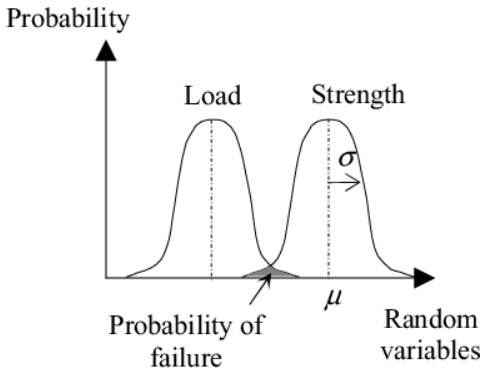 Probability
Load
Strength
σ
μ
Probability of
failure
Random
variables